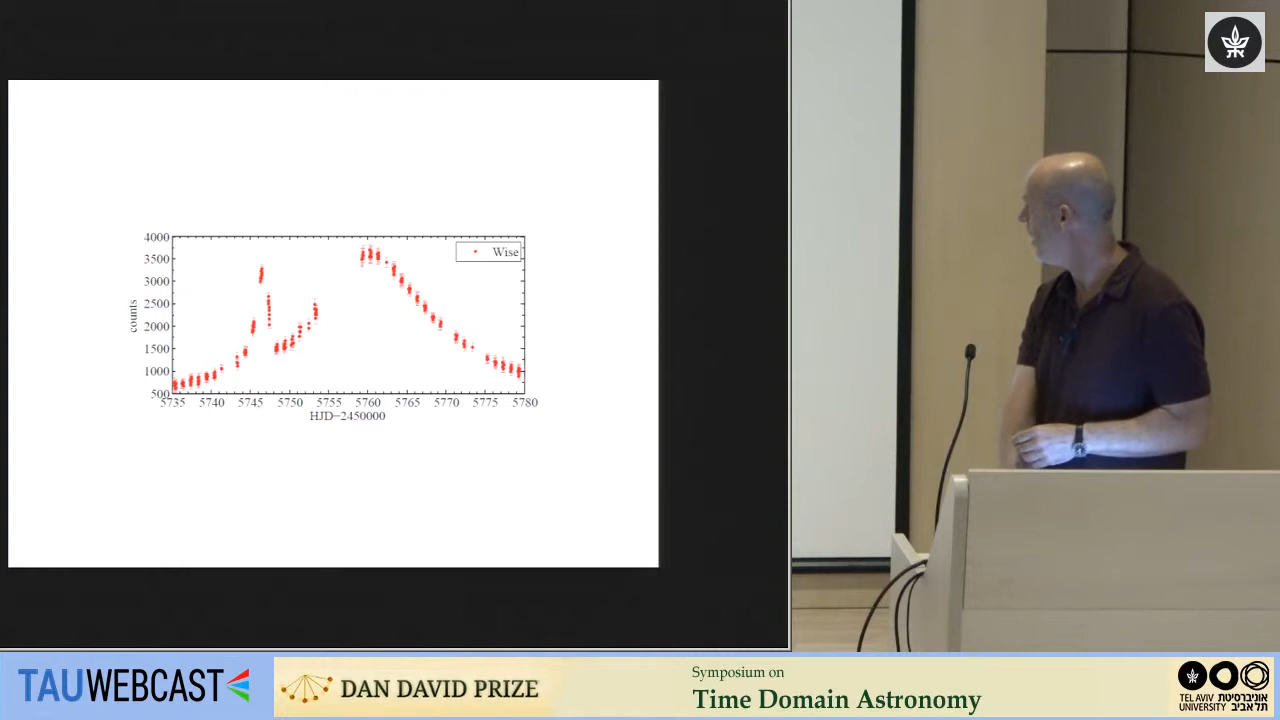 4000
3500
3000
2500
2000
1500
1000
500
counts
Wise
5735 5740 5745 5750 5755 5760 5765 5770 5775 5780
HJD−2450000
TAUWEBCAST
DAN DAVID PRIZE
Symposium on
Time Domain Astronomy
TEL AVIV אוניברסיטת
UNIVERSITY תל אביב